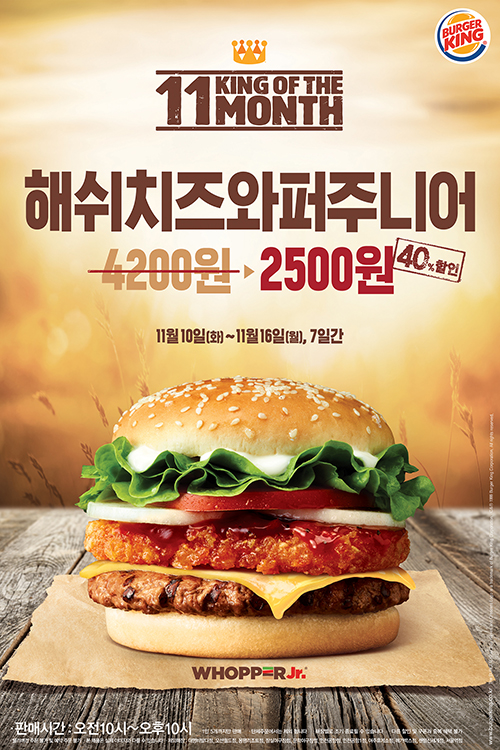 BURGER
KING
11 KING OF THE
MONTH
해쉬치즈와퍼주니어
4200원 ▸ 2500원
40%할인
11월 10일(화)~11월 16일(월), 7일간
WHOPPER Jr.
판매시간 : 오전10시~오후10시